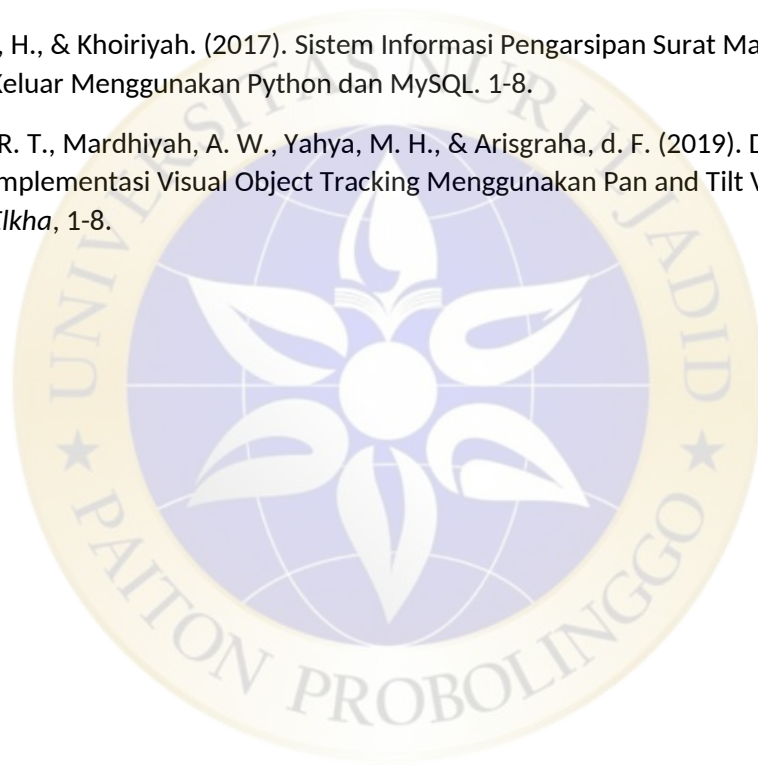 , H., & Khoiriyah. (2017). Sistem Informasi Pengarsipan Surat Ma
Keluar Menggunakan Python dan MySQL. 1-8.
R. T., Mardhiyah, A. W., Yahya, M. H., & Arisgraha, d. F. (2019). D
mplementasi Visual Object Tracking Menggunakan Pan and Tilt V
Elkha, 1-8.
UNIVERSITAS NURUL JADID
PAITON PROBOLINGGO